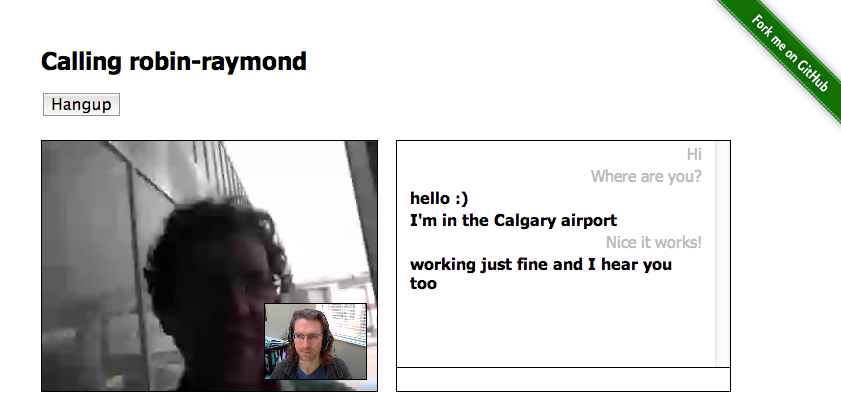 Fork me on GitHub
Calling robin-raymond
Hangup
Hi
Where are you?
hello :)
I'm in the Calgary airport
Nice it works!
working just fine and I hear you
too